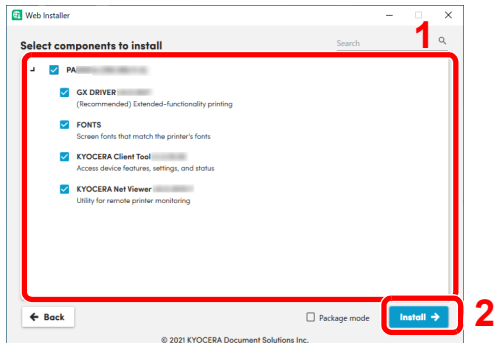 Web Installer
1
Select components to install
Search
PA
GX DRIVER
(Recommended) Extended-functionality printing
FONTS
Screen fonts that match the printer's fonts
KYOCERA Client Tool
Access device features, settings, and status
KYOCERA Net Viewer
Utility for remote printer monitoring
← Back
Package mode
Install →
2
© 2021 KYOCERA Document Solutions Inc.